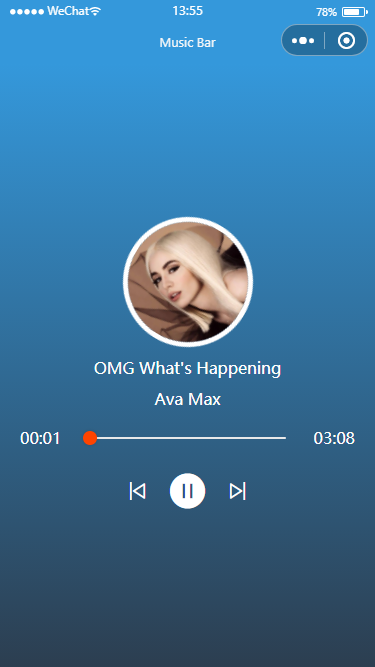 WeChat
13:55
78%
Music Bar
OMG What's Happening
Ava Max
00:01
03:08